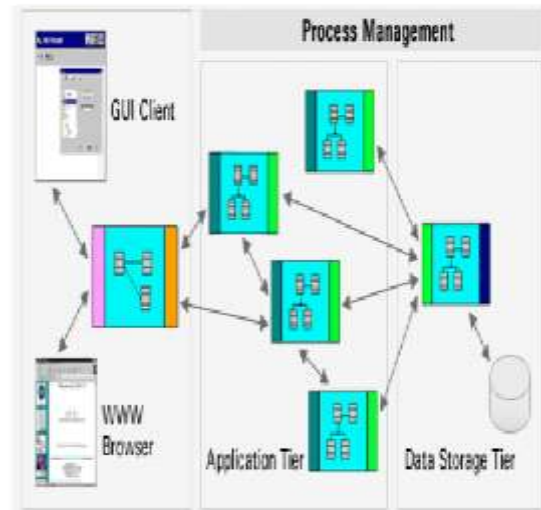 Process Management
GUI Client
WWW
Browser
Application Tier
Data Storage Tier